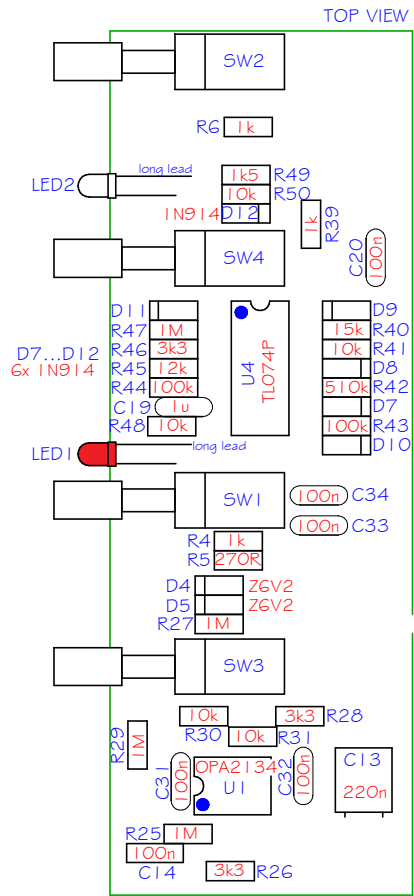 TOP VIEW
SW2
R6 1k
long lead
LED2
1k5 R49
10k R50
1N914 D12
1k R39
SW4
C20 100n
D11
D9
R47 1M
15k R40
D7...D12
R46 3k3
10k R41
6x 1N914
R45 12k
D8
R44 100k
510k R42
U4 TL074P
C19 1u
D7
R48 10k
100k R43
LED1
long lead
D10
SW1
100n C34
100n C33
R4 1k
R5 270R
D4 Z6V2
D5 Z6V2
R27 1M
SW3
10k
3k3 R28
R30
10k R31
R29 1M
C31 100n
OPA2134
U1
C32 100n
C13
220n
R25 1M
100n
C14
3k3 R26